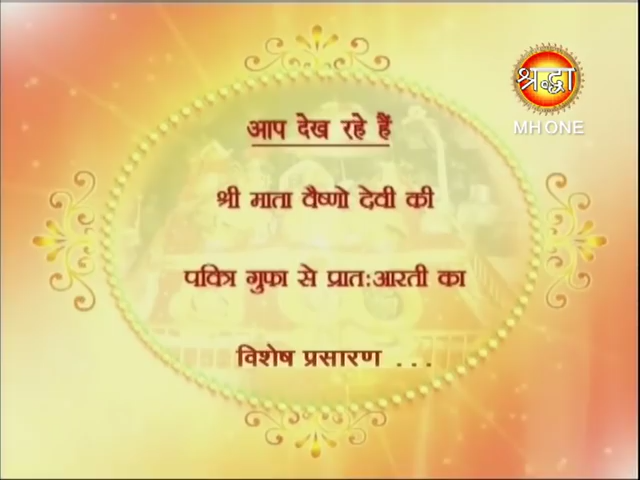 श्रद्धा
MH ONE
आप देख रहे हैं
श्री माता वैष्णो देवी की
पवित्र गुफा से प्रातःआरती का
विशेष प्रसारण ...